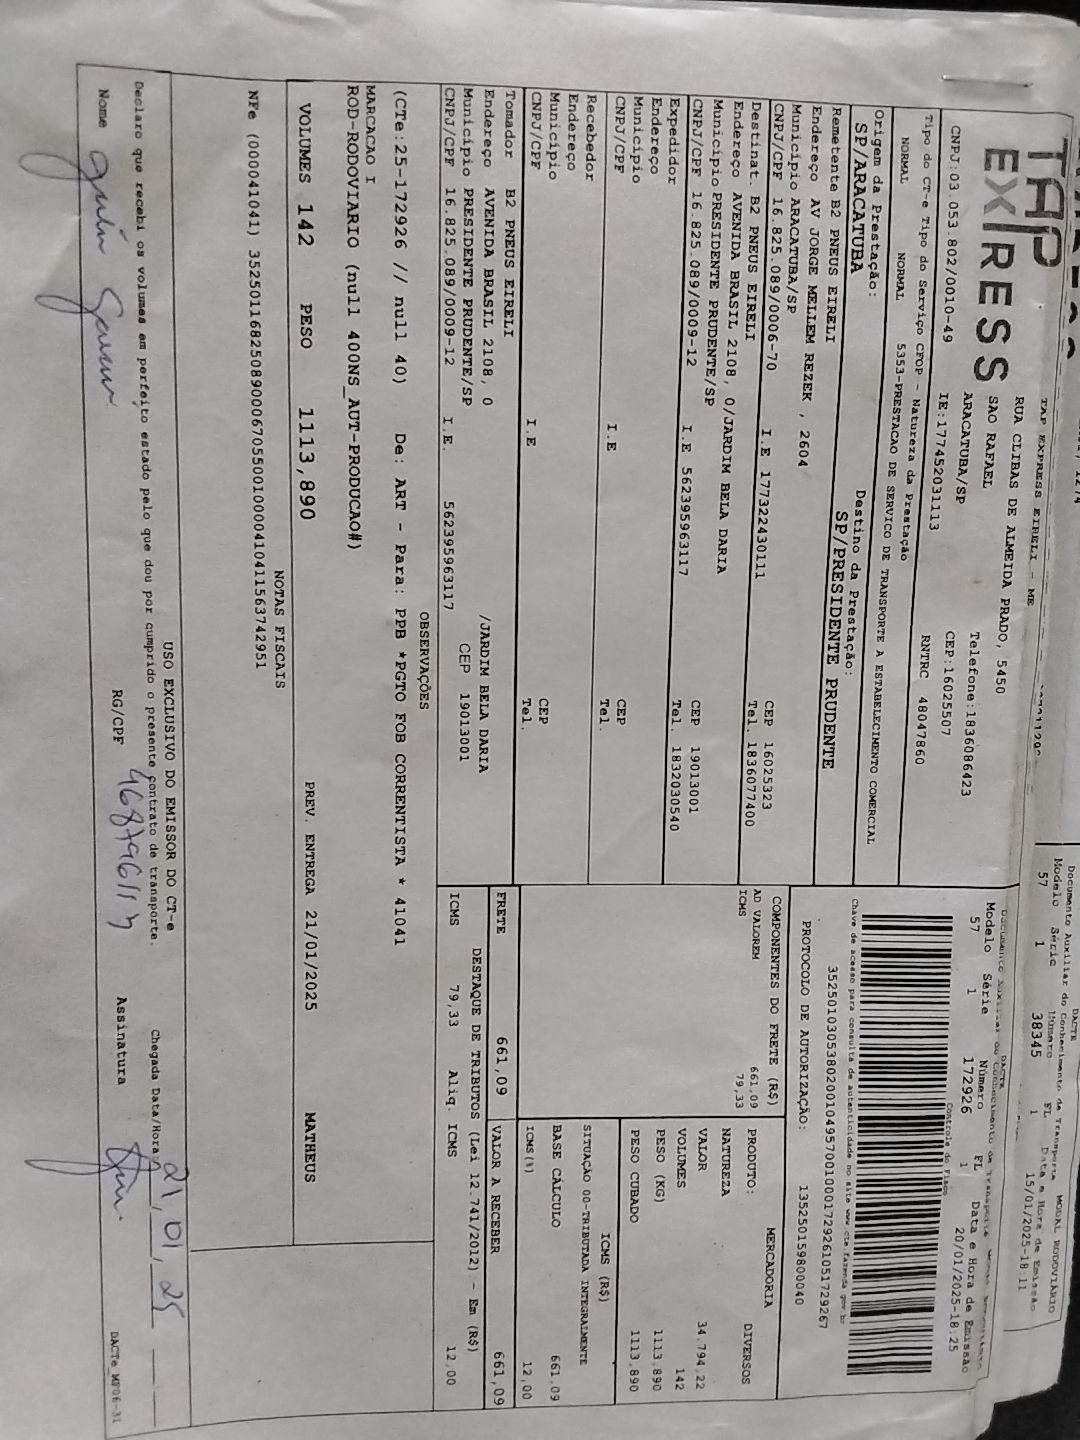 TAP EXPRESS EIRELI - ME
DACTE
Documento Auxiliar do Conhecimento de Transporte
MODAL RODOVIÁRIO
Modelo Série Número FL Data e Hora de Emissão
57 1 38345 1 15/01/2025-18:11
TAP
EX/RESS
RUA CLIBAS DE ALMEIDA PRADO, 5450
SAO RAFAEL
ARACATUBA/SP
Telefone:1836086423
CEP:16025507
CNPJ.03.053.802/0010-49
IE:177452031113
RNTRC 48047860
DACTE
Modelo Série Número FL Data e Hora de Emissão
57 1 172926 1 20/01/2025-18:25
Controle do Fisco
Tipo do CT-e Tipo do Serviço CFOP - Natureza da Prestação
NORMAL NORMAL 5353-PRESTACAO DE SERVICO DE TRANSPORTE A ESTABELECIMENTO COMERCIAL
Chave de acesso para consulta de autenticidade no site www.cte.fazenda.gov.br
35250103053802001049570010001729261051729267
PROTOCOLO DE AUTORIZAÇÃO: 135250159800040
Origem da Prestação:
SP/ARACATUBA
Destino da Prestação:
SP/PRESIDENTE PRUDENTE
Remetente B2 PNEUS EIRELI
Endereço AV JORGE MELLEM REZEK , 2604
Município ARACATUBA/SP CEP 16025323
CNPJ/CPF 16.825.089/0006-70 I.E 177322430111 Tel. 1836077400
Destinat. B2 PNEUS EIRELI
Endereço AVENIDA BRASIL 2108, 0/JARDIM BELA DARIA
Municipio PRESIDENTE PRUDENTE/SP CEP 19013001
CNPJ/CPF 16.825.089/0009-12 I.E 562395963117 Tel. 1832030540
Expedidor
Endereço
Municipio CEP
CNPJ/CPF I.E Tel.
Recebedor
Endereço
Município CEP
CNPJ/CPF I.E Tel.
Tomador B2 PNEUS EIRELI
Endereço AVENIDA BRASIL 2108, 0 /JARDIM BELA DARIA
Município PRESIDENTE PRUDENTE/SP CEP 19013001
CNPJ/CPF 16.825.089/0009-12 I.E. 562395963117
COMPONENTES DO FRETE (R$)
AD VALOREM 661,09
ICMS 79,33
FRETE 661,09
MERCADORIA
PRODUTO: DIVERSOS
NATUREZA
VALOR 34.794,22
VOLUMES 142
PESO (KG) 1113,890
PESO CUBADO 1113,890
ICMS (R$)
SITUAÇÃO 00-TRIBUTADA INTEGRALMENTE
BASE CÁLCULO 661,09
ICMS(%) 12,00
VALOR A RECEBER 661,09
DESTAQUE DE TRIBUTOS (Lei 12.741/2012) - Em (R$)
ICMS 79,33 Aliq. ICMS 12,00
OBSERVAÇÕES
(CTe:25-172926 // null 40) De: ART - Para: PPB *PGTO FOB CORRENTISTA * 41041
MARCACAO I
ROD-RODOVIARIO (null 400NS_AUT-PRODUCAO#)
VOLUMES 142 PESO 1113,890 PREV. ENTREGA 21/01/2025 MATHEUS
NOTAS FISCAIS
NFe (000041041) 35250116825089000670550010000410411563742951
USO EXCLUSIVO DO EMISSOR DO CT-e
Declaro que recebi os volumes em perfeito estado pelo que dou por cumprido o presente contrato de transporte.
Chegada Data/Hora: 21/01/25
Nome RG/CPF Assinatura
DACTe_MF06-31